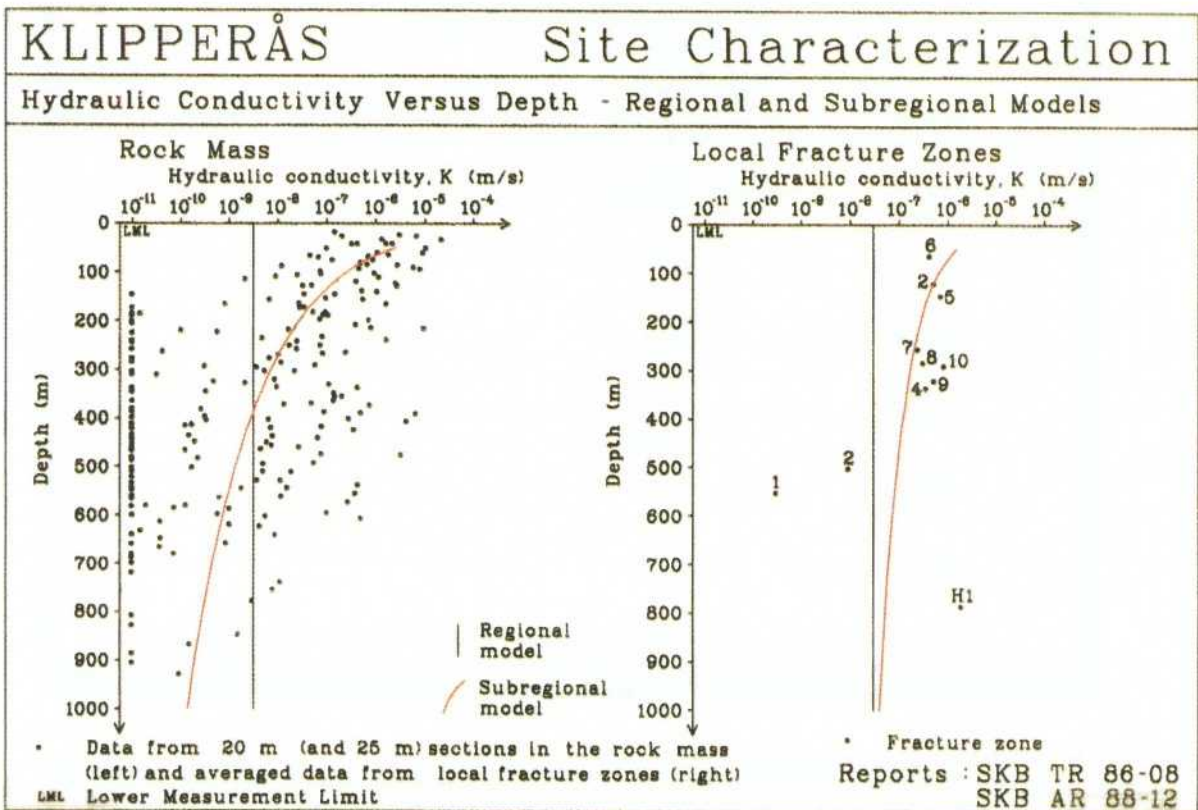 KLIPPERÅS Site Characterization
Hydraulic Conductivity Versus Depth - Regional and Subregional Models
Rock Mass
Hydraulic conductivity, K (m/s)
10⁻¹¹ 10⁻¹⁰ 10⁻⁹ 10⁻⁸ 10⁻⁷ 10⁻⁶ 10⁻⁵ 10⁻⁴
LML
0
100
200
300
400
500
600
700
800
900
1000
Depth (m)
Regional
model
Subregional
model
Local Fracture Zones
Hydraulic conductivity, K (m/s)
10⁻¹¹ 10⁻¹⁰ 10⁻⁹ 10⁻⁸ 10⁻⁷ 10⁻⁶ 10⁻⁵ 10⁻⁴
LML
0
100
200
300
400
500
600
700
800
900
1000
Depth (m)
6
2
5
7
8 10
4 9
2
1
H1
• Data from 20 m (and 25 m) sections in the rock mass
(left) and averaged data from local fracture zones (right)
LML Lower Measurement Limit
• Fracture zone
Reports : SKB TR 86-08
SKB AR 88-12